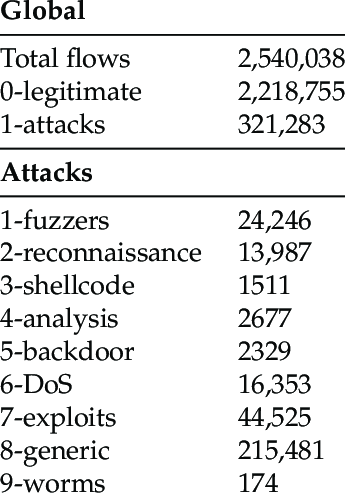 Global
Total flows 2,540,038
0-legitimate 2,218,755
1-attacks 321,283
Attacks
1-fuzzers 24,246
2-reconnaissance 13,987
3-shellcode 1511
4-analysis 2677
5-backdoor 2329
6-DoS 16,353
7-exploits 44,525
8-generic 215,481
9-worms 174